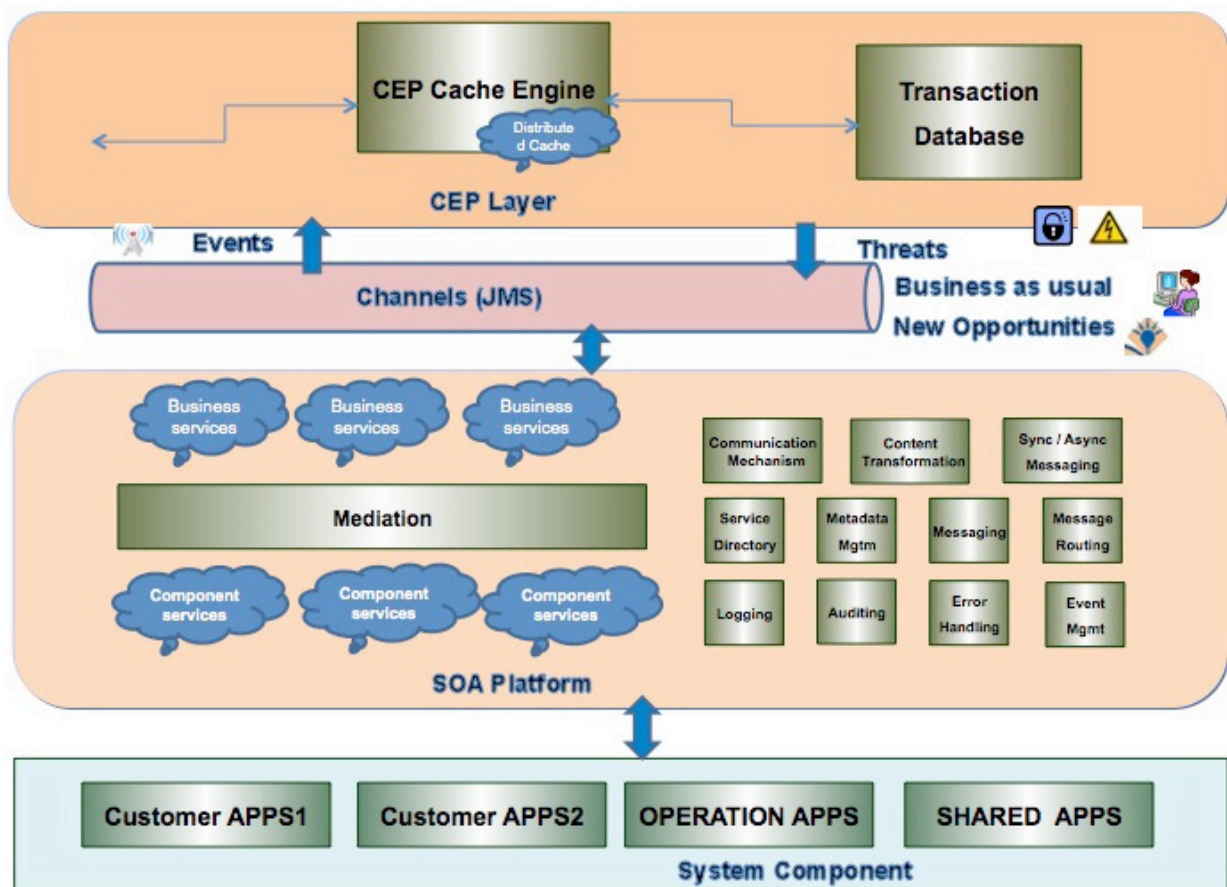 CEP Cache Engine
Distribute
d Cache
Transaction
Database
CEP Layer
Events
Threats
Channels (JMS)
Business as usual
New Opportunities
Business
services
Business
services
Business
services
Communication
Mechanism
Content
Transformation
Sync / Async
Messaging
Mediation
Service
Directory
Metadata
Mgtm
Messaging
Message
Routing
Component
services
Component
services
Component
services
Logging
Auditing
Error
Handling
Event
Mgmt
SOA Platform
Customer APPS1
Customer APPS2
OPERATION APPS
SHARED APPS
System Component